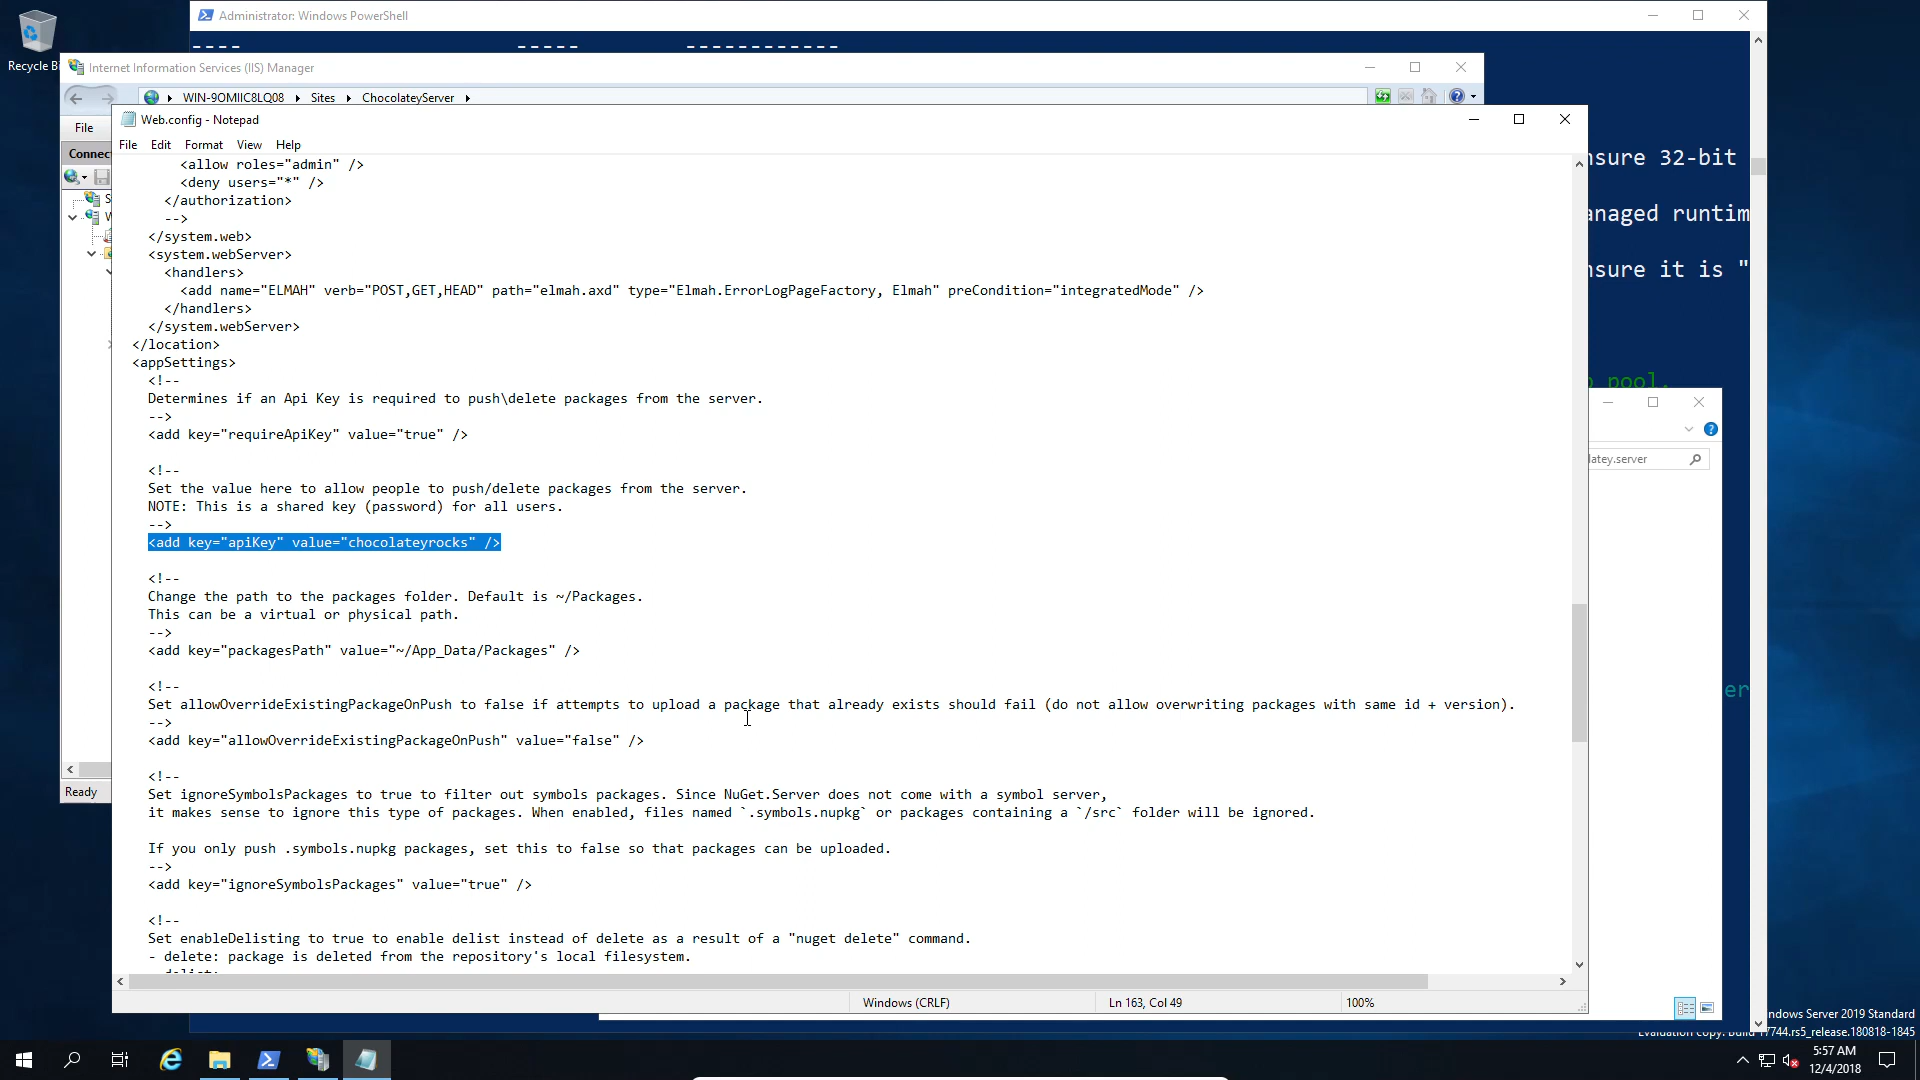 Administrator: Windows PowerShell
---- ----- ------------
Recycle Bi
Internet Information Services (IIS) Manager
WIN-9OMIIC8LQ08 Sites ChocolateyServer
File
Connec
Web.config - Notepad
File Edit Format View Help
<allow roles="admin" />
<deny users="*" />
</authorization>
-->
</system.web>
<system.webServer>
<handlers>
<add name="ELMAH" verb="POST,GET,HEAD" path="elmah.axd" type="Elmah.ErrorLogPageFactory, Elmah" preCondition="integratedMode" />
</handlers>
</system.webServer>
</location>
<appSettings>
<!--
Determines if an Api Key is required to push\delete packages from the server.
-->
<add key="requireApiKey" value="true" />
<!--
Set the value here to allow people to push/delete packages from the server.
NOTE: This is a shared key (password) for all users.
-->
<add key="apiKey" value="chocolateyrocks" />
<!--
Change the path to the packages folder. Default is ~/Packages.
This can be a virtual or physical path.
-->
<add key="packagesPath" value="~/App_Data/Packages" />
<!--
Set allowOverrideExistingPackageOnPush to false if attempts to upload a package that already exists should fail (do not allow overwriting packages with same id + version).
-->
<add key="allowOverrideExistingPackageOnPush" value="false" />
<!--
Set ignoreSymbolsPackages to true to filter out symbols packages. Since NuGet.Server does not come with a symbol server,
it makes sense to ignore this type of packages. When enabled, files named `.symbols.nupkg` or packages containing a `/src` folder will be ignored.
If you only push .symbols.nupkg packages, set this to false so that packages can be uploaded.
-->
<add key="ignoreSymbolsPackages" value="true" />
<!--
Set enableDelisting to true to enable delist instead of delete as a result of a "nuget delete" command.
- delete: package is deleted from the repository's local filesystem.
Windows (CRLF) Ln 163, Col 49 100%
Ready
nsure 32-bit
anaged runtim
nsure it is "
pool.
latey.server
er
ndows Server 2019 Standard
Evaluation copy. Build 17744.rs5_release.180818-1845
5:57 AM
12/4/2018